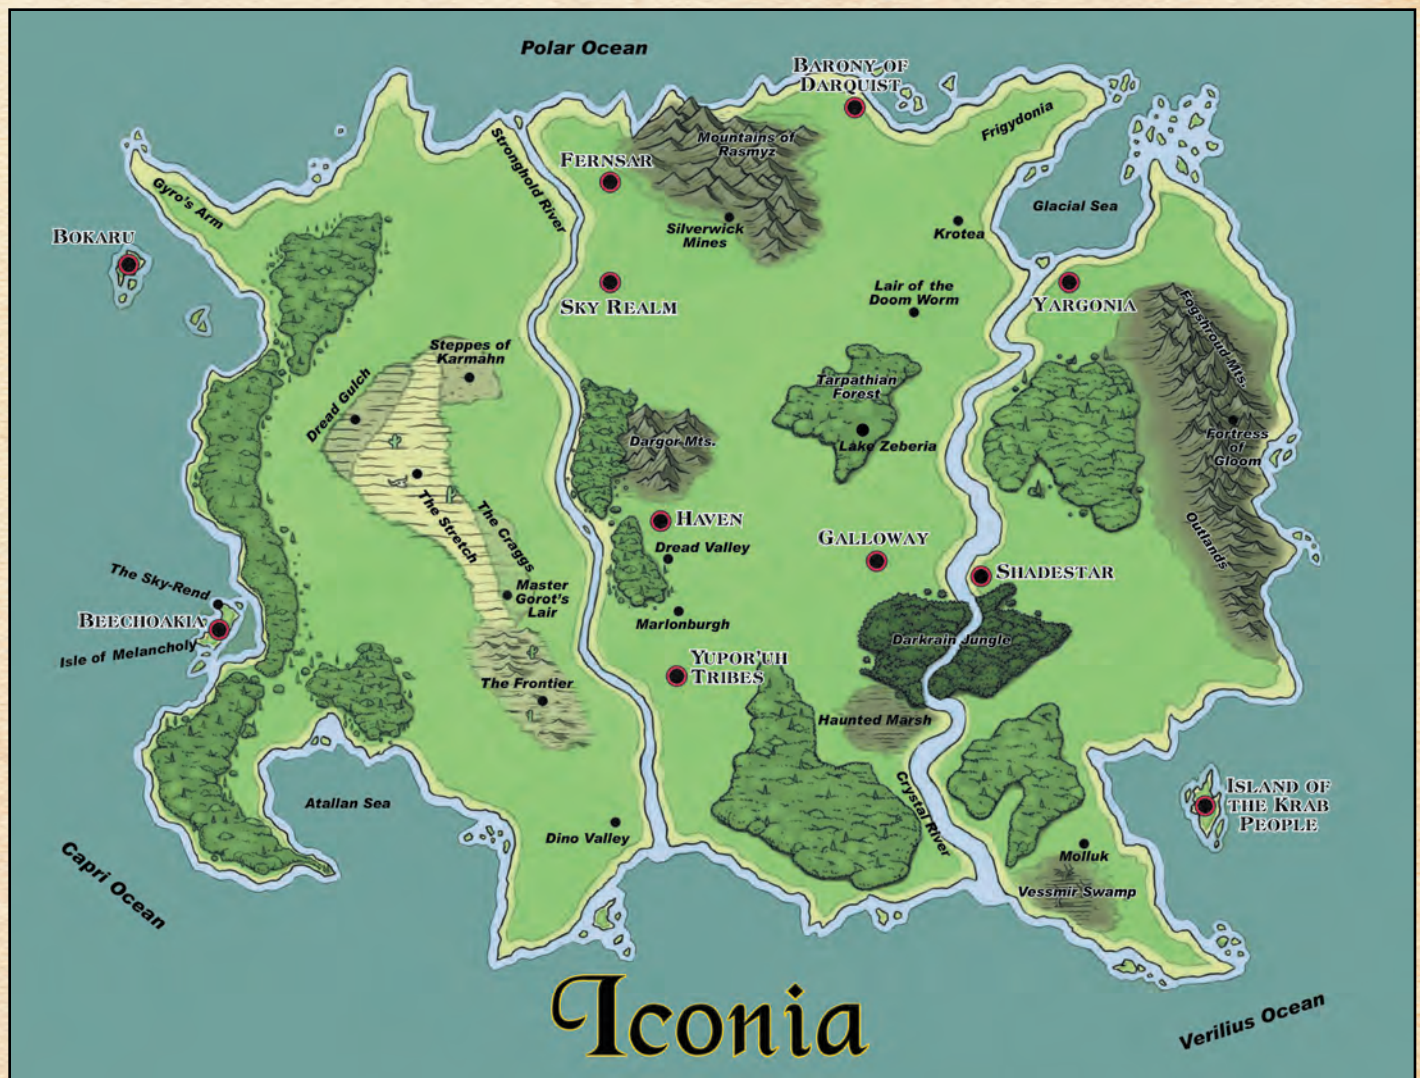 Polar Ocean
BARONY OF
DARQUIST
Frigydonia
Stronghold River
Mountains of
Rasmyz
FERNSAR
Gyro's Arm
Glacial Sea
Silverwick
Mines
Krotea
BOKARU
SKY REALM
Lair of the
Doom Worm
YARGONIA
Fogshroud Mts.
Steppes of
Karmahn
Dread Gulch
Tarpathian
Forest
Dargor Mts.
Lake Zeberia
Fortress
of
Gloom
The Stretch
The Craggs
HAVEN
Dread Valley
GALLOWAY
Outlands
SHADESTAR
The Sky-Rend
Master
Gorot's
Lair
BEECHOAKIA
Marlonburgh
Darkrain Jungle
Isle of Melancholy
The Frontier
YUPOR'UH
TRIBES
Haunted Marsh
Atallan Sea
Crystal River
ISLAND OF
THE KRAB
PEOPLE
Dino Valley
Molluk
Capri Ocean
Vessmir Swamp
Iconia
Verilius Ocean